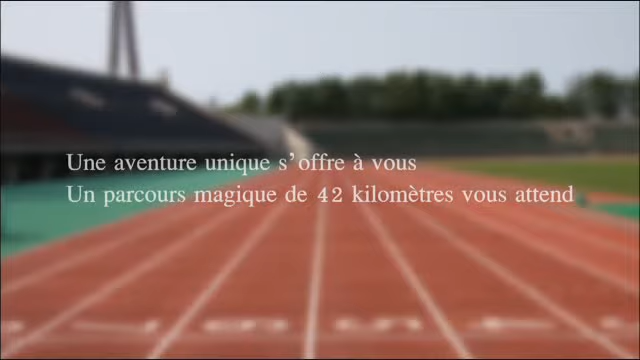 Une aventure unique s’offre à vous
Un parcours magique de 42 kilomètres vous attend